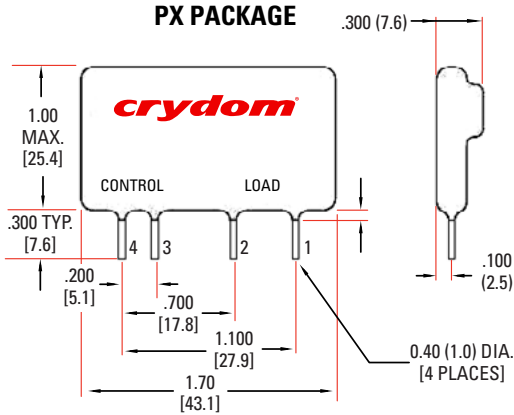 PX PACKAGE
.300 (7.6)
1.00
MAX.
[25.4]
crydom
CONTROL
LOAD
.300 TYP.
[7.6]
4
3
2
1
.200
[5.1]
.700
[17.8]
.100
(2.5)
1.100
[27.9]
0.40 (1.0) DIA.
[4 PLACES]
1.70
[43.1]